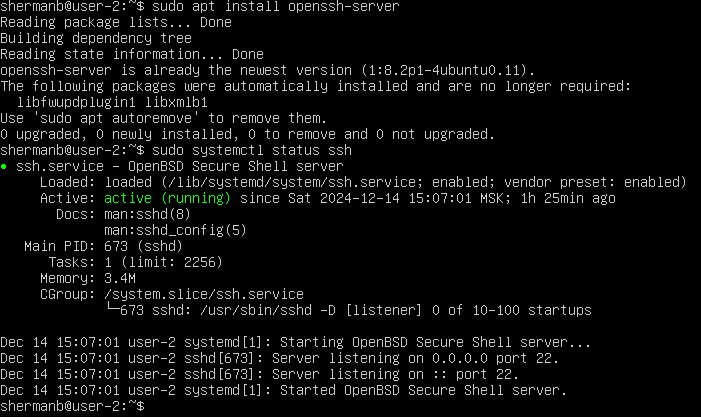 shermanb@user-2:~$ sudo apt install openssh-server
Reading package lists... Done
Building dependency tree
Reading state information... Done
openssh-server is already the newest version (1:8.2p1-4ubuntu0.11).
The following packages were automatically installed and are no longer required:
  libfwupdplugin1 libxmlb1
Use 'sudo apt autoremove' to remove them.
0 upgraded, 0 newly installed, 0 to remove and 0 not upgraded.
shermanb@user-2:~$ sudo systemctl status ssh
● ssh.service - OpenBSD Secure Shell server
     Loaded: loaded (/lib/systemd/system/ssh.service; enabled; vendor preset: enabled)
     Active: active (running) since Sat 2024-12-14 15:07:01 MSK; 1h 25min ago
       Docs: man:sshd(8)
             man:sshd_config(5)
   Main PID: 673 (sshd)
      Tasks: 1 (limit: 2256)
     Memory: 3.4M
     CGroup: /system.slice/ssh.service
             └─673 sshd: /usr/sbin/sshd -D [listener] 0 of 10-100 startups

Dec 14 15:07:01 user-2 systemd[1]: Starting OpenBSD Secure Shell server...
Dec 14 15:07:01 user-2 sshd[673]: Server listening on 0.0.0.0 port 22.
Dec 14 15:07:01 user-2 sshd[673]: Server listening on :: port 22.
Dec 14 15:07:01 user-2 systemd[1]: Started OpenBSD Secure Shell server.
shermanb@user-2:~$